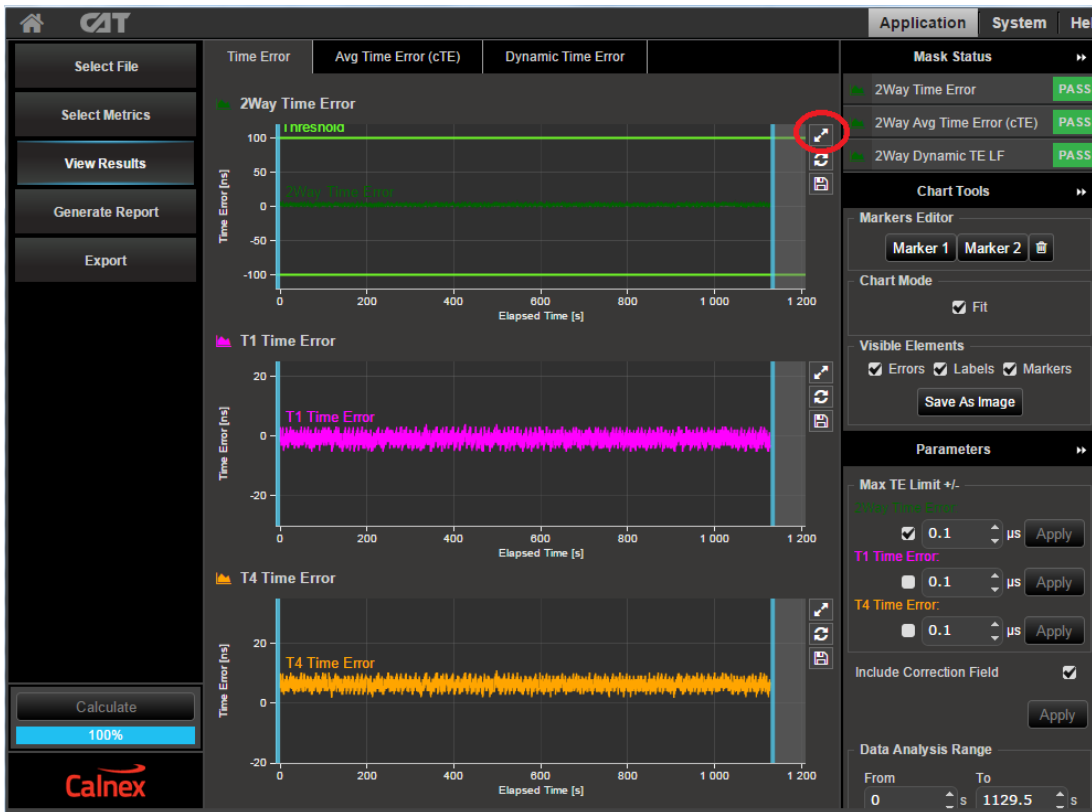 CAT
Application System Hel
Select File
Select Metrics
View Results
Generate Report
Export
Calculate
100%
Calnex
Time Error Avg Time Error (cTE) Dynamic Time Error
2Way Time Error
Threshold
2Way Time Error
100
50
0
-50
-100
Time Error [ns]
0 200 400 600 800 1 000 1 200
Elapsed Time [s]
T1 Time Error
T1 Time Error
20
0
-20
Time Error [ns]
0 200 400 600 800 1 000 1 200
Elapsed Time [s]
T4 Time Error
T4 Time Error
20
0
-20
Time Error [ns]
0 200 400 600 800 1 000 1 200
Elapsed Time [s]
Mask Status
2Way Time Error PASS
2Way Avg Time Error (cTE) PASS
2Way Dynamic TE LF PASS
Chart Tools
Markers Editor
Marker 1 Marker 2
Chart Mode
Fit
Visible Elements
Errors Labels Markers
Save As Image
Parameters
Max TE Limit +/-
2Way Time Error:
0.1 µs Apply
T1 Time Error:
0.1 µs Apply
T4 Time Error:
0.1 µs Apply
Include Correction Field
Apply
Data Analysis Range
From To
0 s 1129.5 s